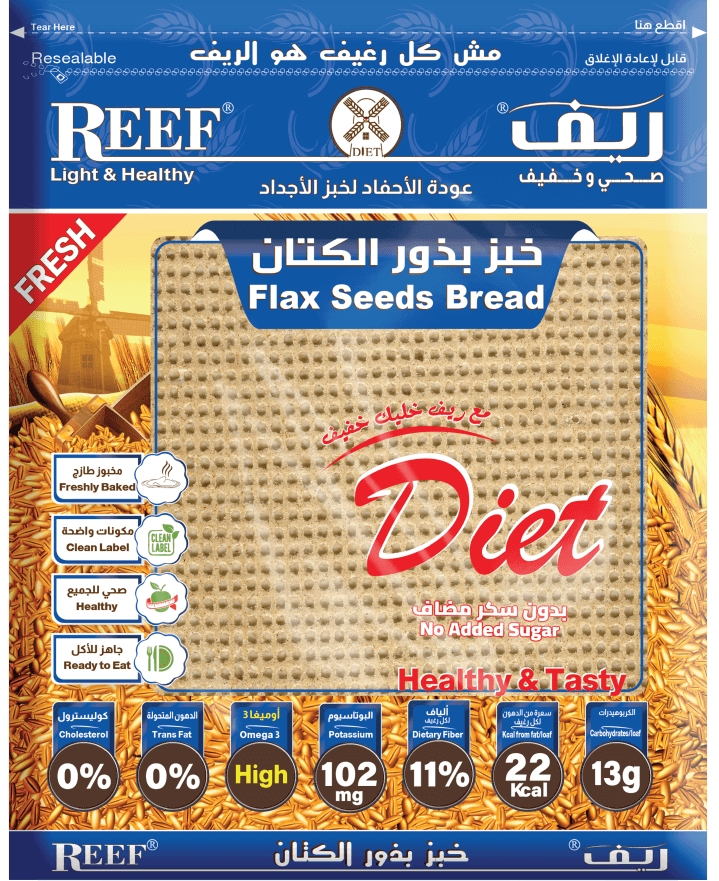 Tear Here
اقطع هنا
Resealable
مش كل رغيف هو الريف
قابل لإعادة الإغلاق
REEF®
DIET
ريف®
Light & Healthy
عودة الأحفاد لخبز الأجداد
صحي وخفيف
FRESH
خبز بذور الكتان
Flax Seeds Bread
مع ريف خليك خفيف
Diet
بدون سكر مضاف
No Added Sugar
Healthy & Tasty
مخبوز طازج
Freshly Baked
مكونات واضحة
Clean Label
CLEAN
LABEL
صحي للجميع
Healthy
جاهز للأكل
Ready to Eat
كوليسترول
Cholesterol
0%
الدهون المتحولة
Trans Fat
0%
أوميغا 3
Omega 3
High
البوتاسيوم
Potassium
102
mg
ألياف
لكل رغيف
Dietary Fiber
11%
سعرة من الدهون
لكل رغيف
Kcal from fat/loaf
22
Kcal
الكربوهيدرات
Carbohydrates/loaf
13g
REEF®
خبز بذور الكتان
ريف®